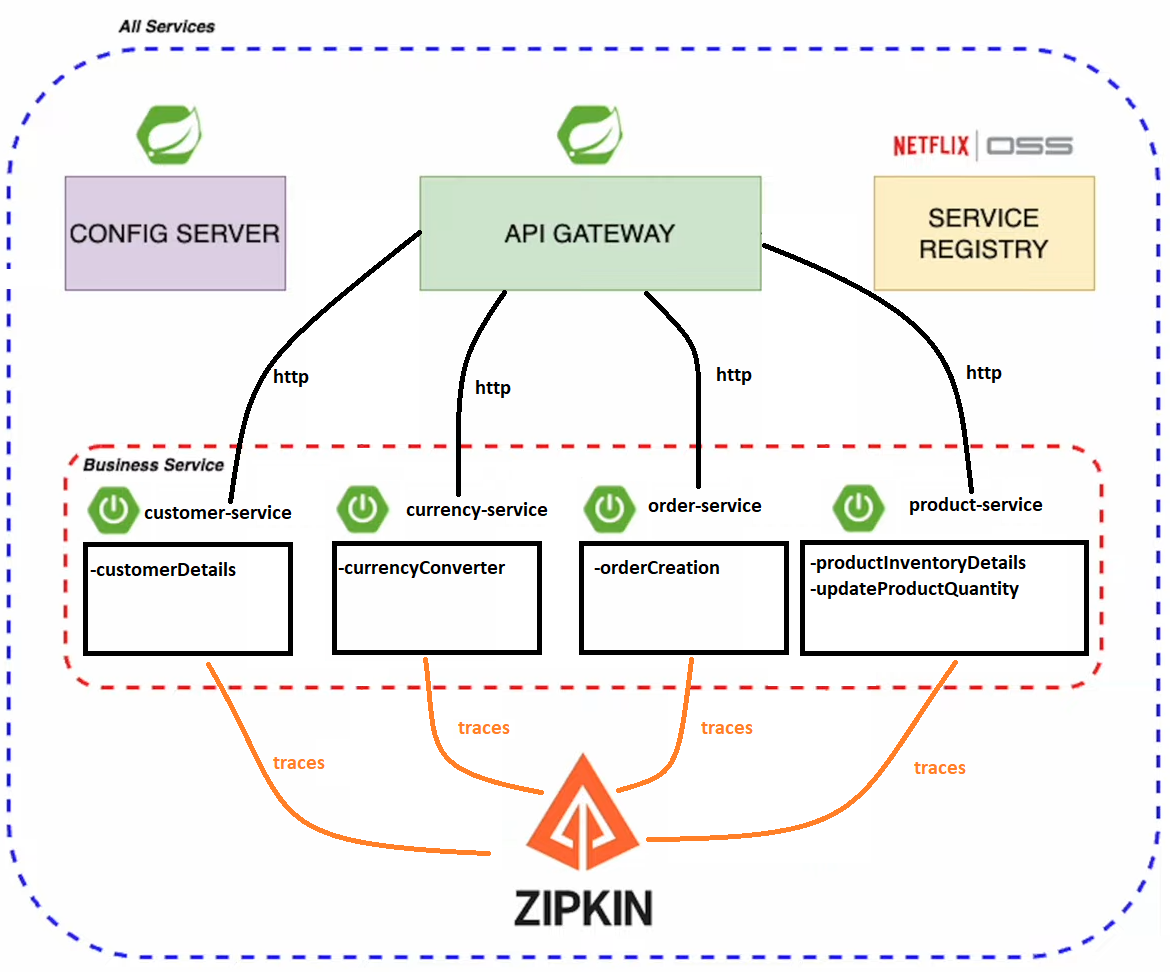 All Services
NETFLIX OSS
CONFIG SERVER
API GATEWAY
SERVICE
REGISTRY
http
http
http
http
Business Service
customer-service
currency-service
order-service
product-service
-customerDetails
-currencyConverter
-orderCreation
-productInventoryDetails
-updateProductQuantity
traces
traces
traces
traces
ZIPKIN